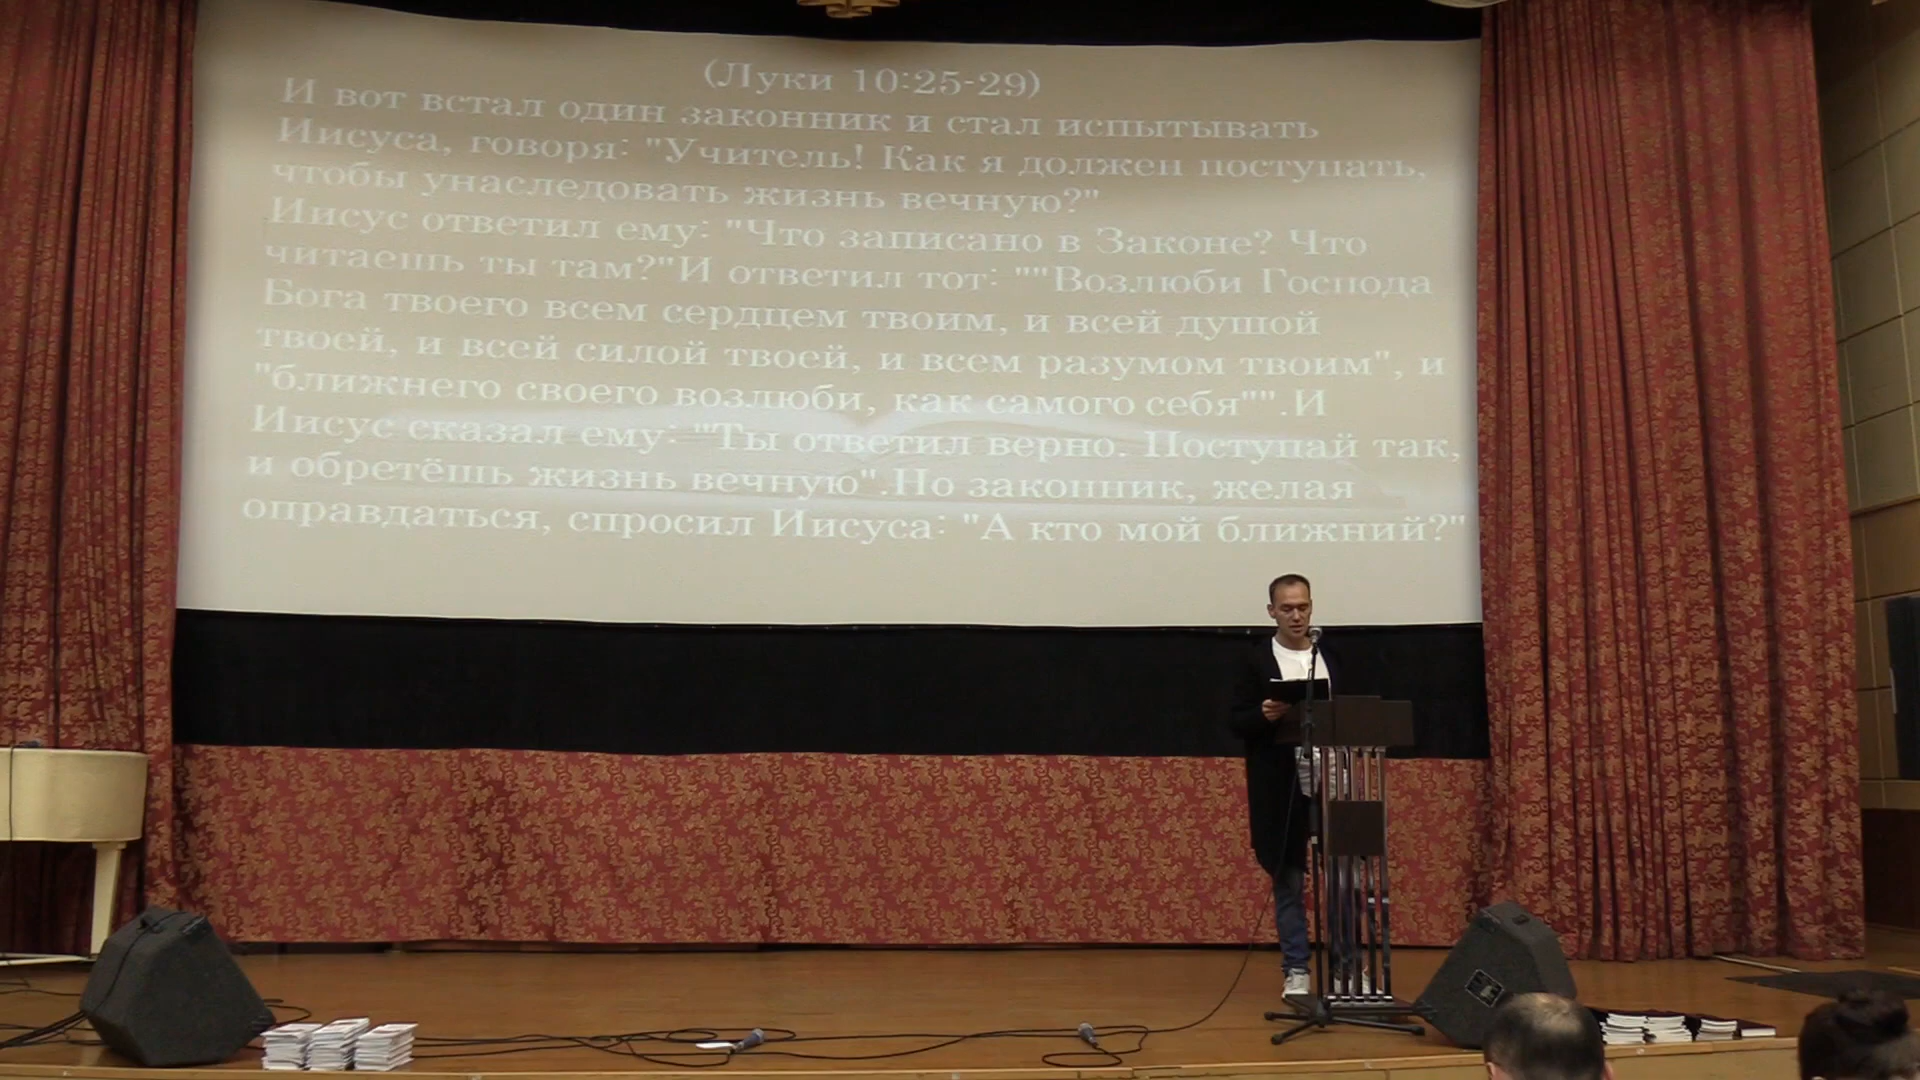 (Луки 10:25-29)
И вот встал один законник и стал испытывать
Иисуса, говоря: "Учитель! Как я должен поступать,
чтобы унаследовать жизнь вечную?"
Иисус ответил ему: "Что записано в Законе? Что
читаешь ты там?"И ответил тот: ""Возлюби Господа
Бога твоего всем сердцем твоим, и всей душой
твоей, и всей силой твоей, и всем разумом твоим", и
"ближнего своего возлюби, как самого себя"".И
Иисус сказал ему: "Ты ответил верно. Поступай так,
и обретёшь жизнь вечную".Но законник, желая
оправдаться, спросил Иисуса: "А кто мой ближний?"